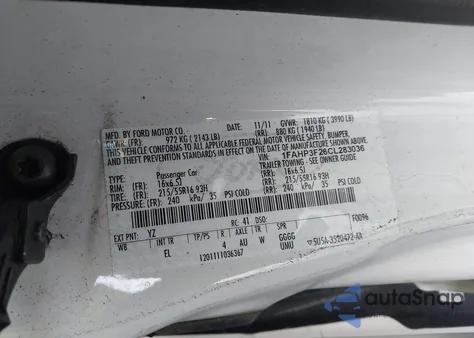 MFD. BY FORD MOTOR CO. 11/11 GVWR: 1810 KG ( 3990 LB)
GAWR: (FR): 972 KG ( 2143 LB) (RR): 880 KG ( 1940 LB)
THIS VEHICLE CONFORMS TO ALL APPLICABLE FEDERAL MOTOR VEHICLE SAFETY, BUMPER,
AND THEFT PREVENTION STANDARDS IN EFFECT ON THE DATE OF MANUFACTURE SHOWN ABOVE.
VIN: 1FAHP3F26CL283036
TYPE: Passenger Car TRAILER TOWING - SEE OWNERS GUIDE
RIM: (FR) 16x6.5J (RR): 16x6.5J
TIRE: (FR): 215/55R16 93H (RR): 215/55R16 93H
(FR): 240 kPa/ 35 PSI COLD (RR): 240 kPa/ 35 PSI COLD
EXT PNT: YZ RC: 41 DSO: F0096
WB INT TR TP/PS R AXLE TR SPR
EL 4 AU W GGGG
UMU
1201111036367
autoSnap